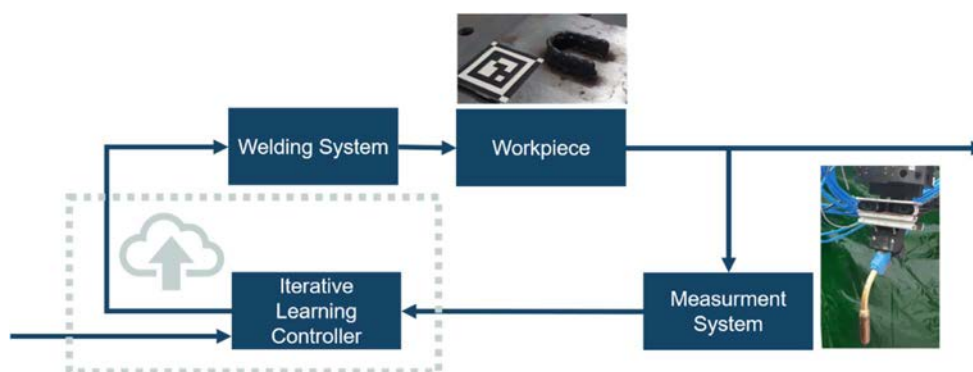 Welding System
Workpiece
Iterative
Learning
Controller
Measurment
System